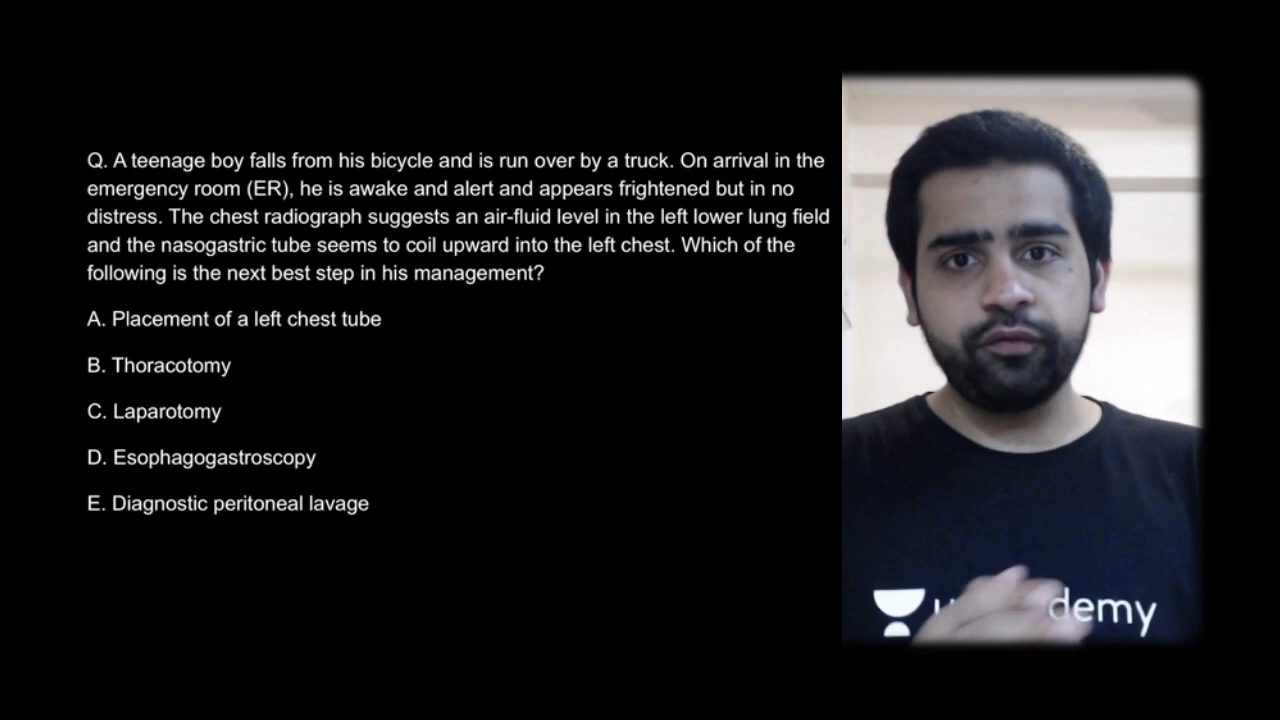 Q. A teenage boy falls from his bicycle and is run over by a truck. On arrival in the
emergency room (ER), he is awake and alert and appears frightened but in no
distress. The chest radiograph suggests an air-fluid level in the left lower lung field
and the nasogastric tube seems to coil upward into the left chest. Which of the
following is the next best step in his management?
A. Placement of a left chest tube
B. Thoracotomy
C. Laparotomy
D. Esophagogastroscopy
E. Diagnostic peritoneal lavage